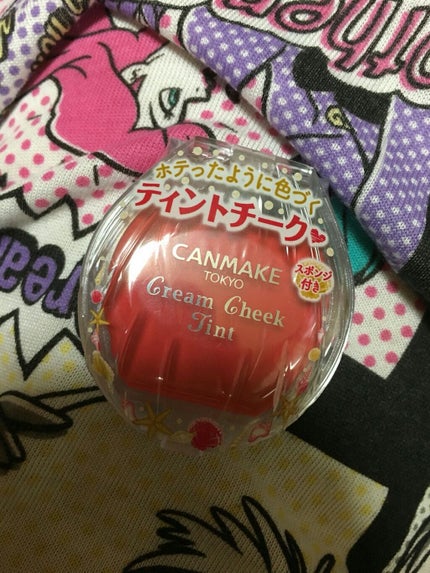 ホテったように色づく
ティントチーク♥
CANMAKE
TOKYO
スポンジ
付き
Cream Cheek
Tint